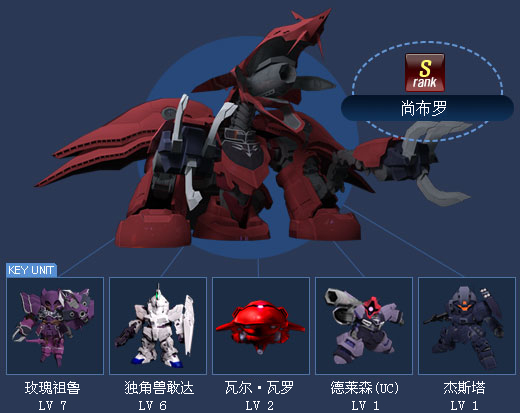 S
rank
尚布罗
KEY UNIT
玫瑰祖鲁
LV 7
独角兽敢达
LV 6
瓦尔·瓦罗
LV 2
德莱森(UC)
LV 1
杰斯塔
LV 1